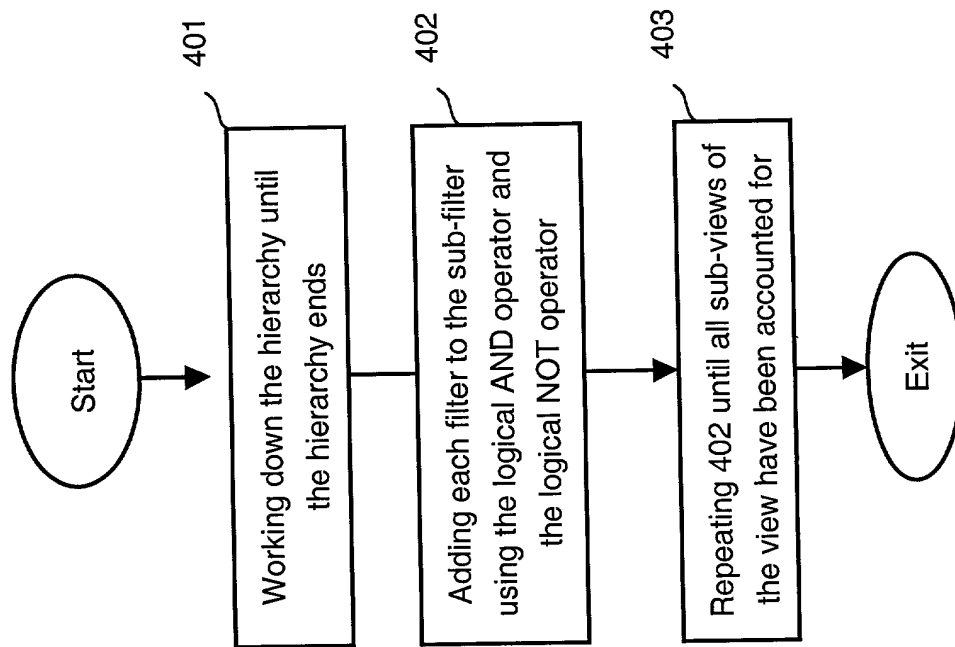 Start
401
Working down the hierarchy until
the hierarchy ends
402
Adding each filter to the sub-filter
using the logical AND operator and
the logical NOT operator
403
Repeating 402 until all sub-views of
the view have been accounted for
Exit